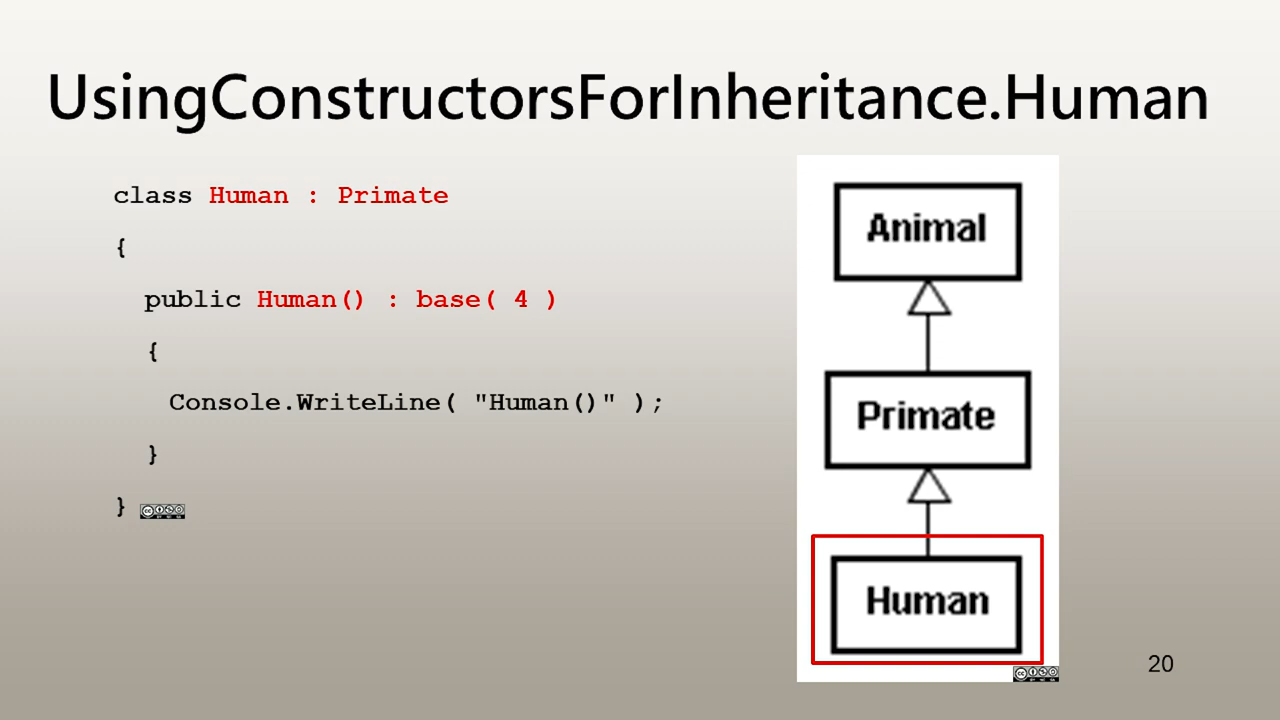 UsingConstructorsForInheritance.Human
class Human : Primate
{
public Human() : base( 4 )
{
Console.WriteLine( "Human()" );
}
}
Animal
Primate
Human
20